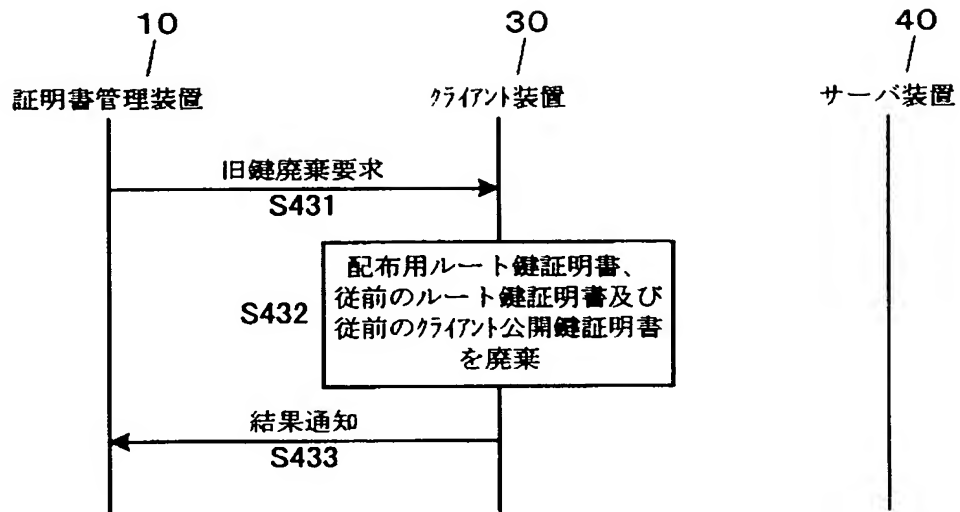 10
30
40
証明書管理装置
クライアント装置
サーバ装置
旧鍵廃棄要求
S431
配布用ルート鍵証明書、
従前のルート鍵証明書及び
従前のクライアント公開鍵証明書
を廃棄
S432
結果通知
S433